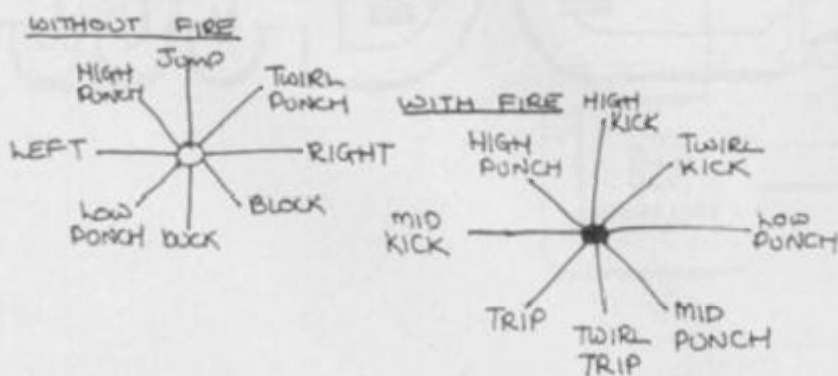 WITHOUT FIRE
JUMP
HIGH
PUNCH
TWIRL
PUNCH
LEFT
RIGHT
LOW
PUNCH
DUCK
BLOCK
WITH FIRE
HIGH
KICK
HIGH
PUNCH
TWIRL
KICK
MID
KICK
LOW
PUNCH
TRIP
TWIRL
TRIP
MID
PUNCH